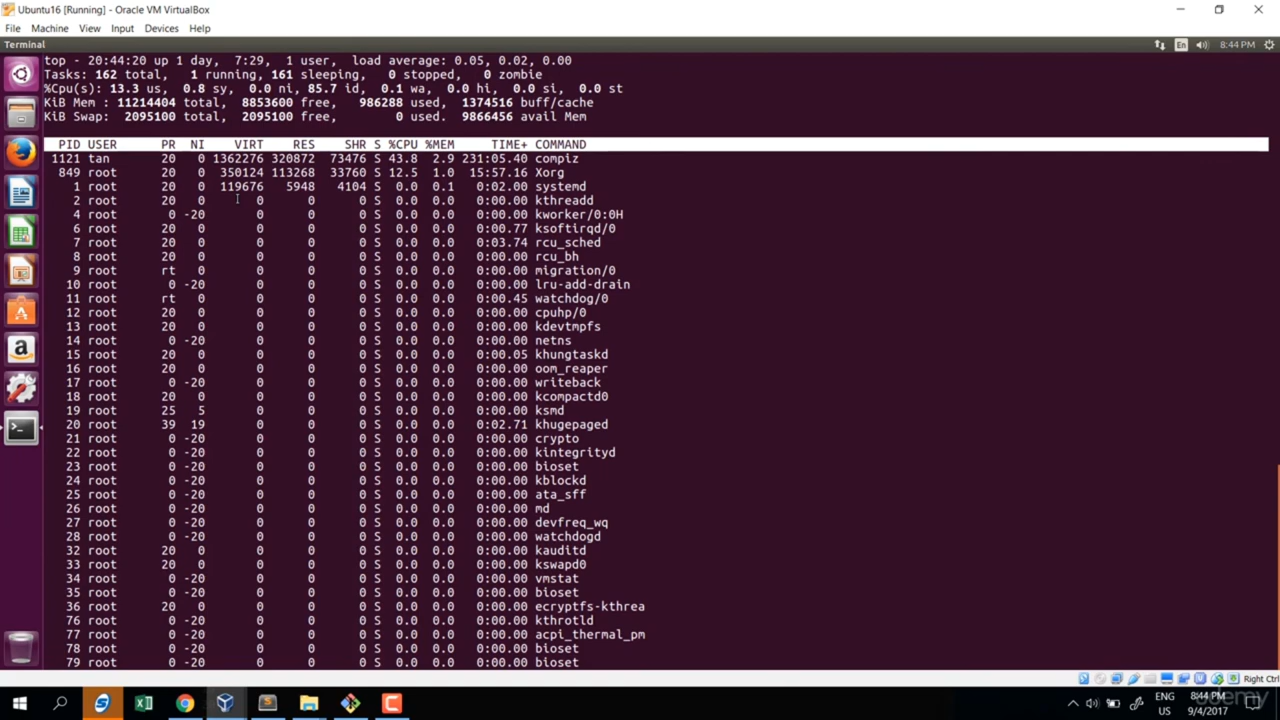 Ubuntu16 [Running] - Oracle VM VirtualBox
File Machine View Input Devices Help
Terminal En 8:44 PM
top - 20:44:20 up 1 day, 7:29, 1 user, load average: 0.05, 0.02, 0.00
Tasks: 162 total, 1 running, 161 sleeping, 0 stopped, 0 zombie
%Cpu(s): 13.3 us, 0.8 sy, 0.0 ni, 85.7 id, 0.1 wa, 0.0 hi, 0.0 si, 0.0 st
KiB Mem : 11214404 total, 8853600 free, 986288 used, 1374516 buff/cache
KiB Swap: 2095100 total, 2095100 free, 0 used. 9866456 avail Mem
PID USER PR NI VIRT RES SHR S %CPU %MEM TIME+ COMMAND
1121 tan 20 0 1362276 320872 73476 S 43.8 2.9 231:05.40 compiz
849 root 20 0 350124 113268 33760 S 12.5 1.0 15:57.16 Xorg
1 root 20 0 119676 5948 4104 S 0.0 0.1 0:02.00 systemd
2 root 20 0 0 0 0 S 0.0 0.0 0:00.00 kthreadd
4 root 0 -20 0 0 0 S 0.0 0.0 0:00.00 kworker/0:0H
6 root 20 0 0 0 0 S 0.0 0.0 0:00.77 ksoftirqd/0
7 root 20 0 0 0 0 S 0.0 0.0 0:03.74 rcu_sched
8 root 20 0 0 0 0 S 0.0 0.0 0:00.00 rcu_bh
9 root rt 0 0 0 0 S 0.0 0.0 0:00.00 migration/0
10 root 0 -20 0 0 0 S 0.0 0.0 0:00.00 lru-add-drain
11 root rt 0 0 0 0 S 0.0 0.0 0:00.45 watchdog/0
12 root 20 0 0 0 0 S 0.0 0.0 0:00.00 cpuhp/0
13 root 20 0 0 0 0 S 0.0 0.0 0:00.00 kdevtmpfs
14 root 0 -20 0 0 0 S 0.0 0.0 0:00.00 netns
15 root 20 0 0 0 0 S 0.0 0.0 0:00.05 khungtaskd
16 root 20 0 0 0 0 S 0.0 0.0 0:00.00 oom_reaper
17 root 0 -20 0 0 0 S 0.0 0.0 0:00.00 writeback
18 root 20 0 0 0 0 S 0.0 0.0 0:00.00 kcompactd0
19 root 25 5 0 0 0 S 0.0 0.0 0:00.00 ksmd
20 root 39 19 0 0 0 S 0.0 0.0 0:02.71 khugepaged
21 root 0 -20 0 0 0 S 0.0 0.0 0:00.00 crypto
22 root 0 -20 0 0 0 S 0.0 0.0 0:00.00 kintegrityd
23 root 0 -20 0 0 0 S 0.0 0.0 0:00.00 bioset
24 root 0 -20 0 0 0 S 0.0 0.0 0:00.00 kblockd
25 root 0 -20 0 0 0 S 0.0 0.0 0:00.00 ata_sff
26 root 0 -20 0 0 0 S 0.0 0.0 0:00.00 md
27 root 0 -20 0 0 0 S 0.0 0.0 0:00.00 devfreq_wq
28 root 0 -20 0 0 0 S 0.0 0.0 0:00.00 watchdogd
32 root 20 0 0 0 0 S 0.0 0.0 0:00.00 kauditd
33 root 20 0 0 0 0 S 0.0 0.0 0:00.00 kswapd0
34 root 0 -20 0 0 0 S 0.0 0.0 0:00.00 vmstat
35 root 0 -20 0 0 0 S 0.0 0.0 0:00.00 bioset
36 root 20 0 0 0 0 S 0.0 0.0 0:00.00 ecryptfs-kthrea
76 root 0 -20 0 0 0 S 0.0 0.0 0:00.00 kthrotld
77 root 0 -20 0 0 0 S 0.0 0.0 0:00.00 acpi_thermal_pm
78 root 0 -20 0 0 0 S 0.0 0.0 0:00.00 bioset
79 root 0 -20 0 0 0 S 0.0 0.0 0:00.00 bioset
Right Ctrl
ENG 8:44 PM
US 9/4/2017
udemy